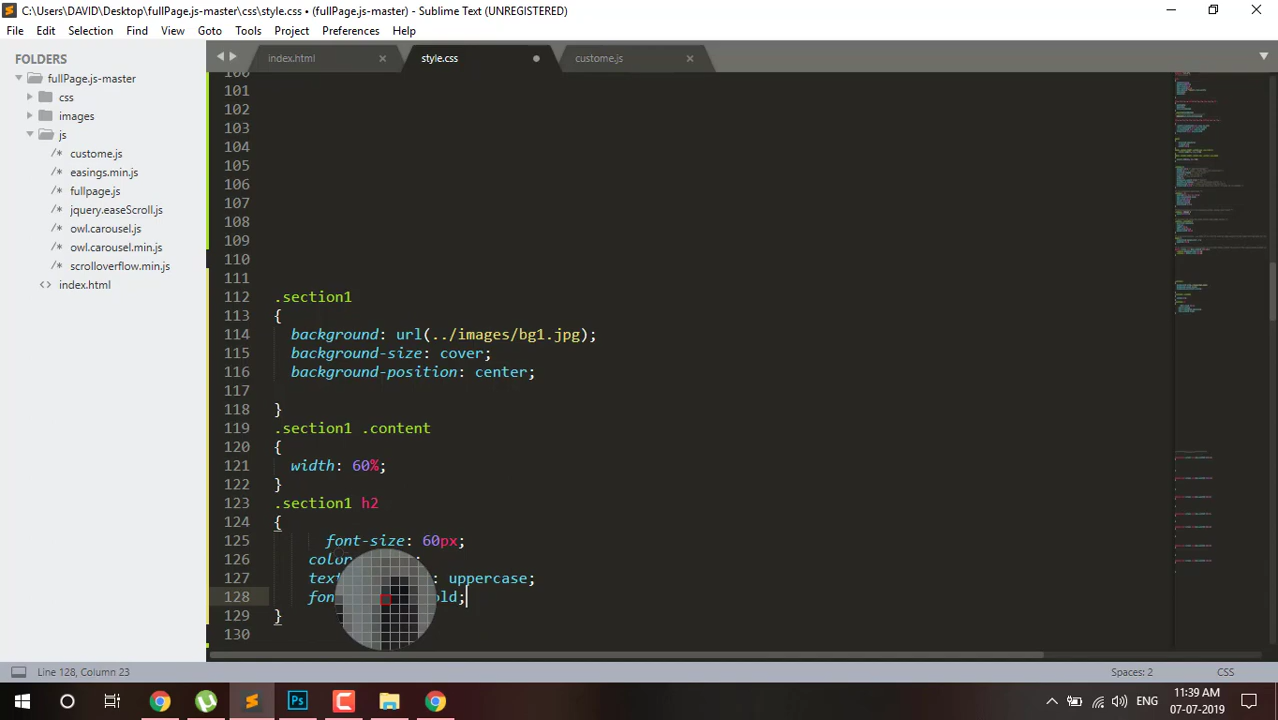 C:\Users\DAVID\Desktop\fullPage.js-master\css\style.css • (fullPage.js-master) - Sublime Text (UNREGISTERED)
File Edit Selection Find View Goto Tools Project Preferences Help
FOLDERS
fullPage.js-master
css
images
js
/* custome.js
/* easings.min.js
/* fullpage.js
/* jquery.easeScroll.js
/* owl.carousel.js
/* owl.carousel.min.js
/* scrolloverflow.min.js
<> index.html
index.html style.css custome.js
100
101
102
103
104
105
106
107
108
109
110
111
112 .section1
113 {
114 background: url(../images/bg1.jpg);
115 background-size: cover;
116 background-position: center;
117
118 }
119 .section1 .content
120 {
121 width: 60%;
122 }
123 .section1 h2
124 {
125 font-size: 60px;
126 color ;
127 text : uppercase;
128 fon old;
129 }
130
Line 128, Column 23 Spaces: 2 CSS
Ps ENG 11:39 AM
07-07-2019